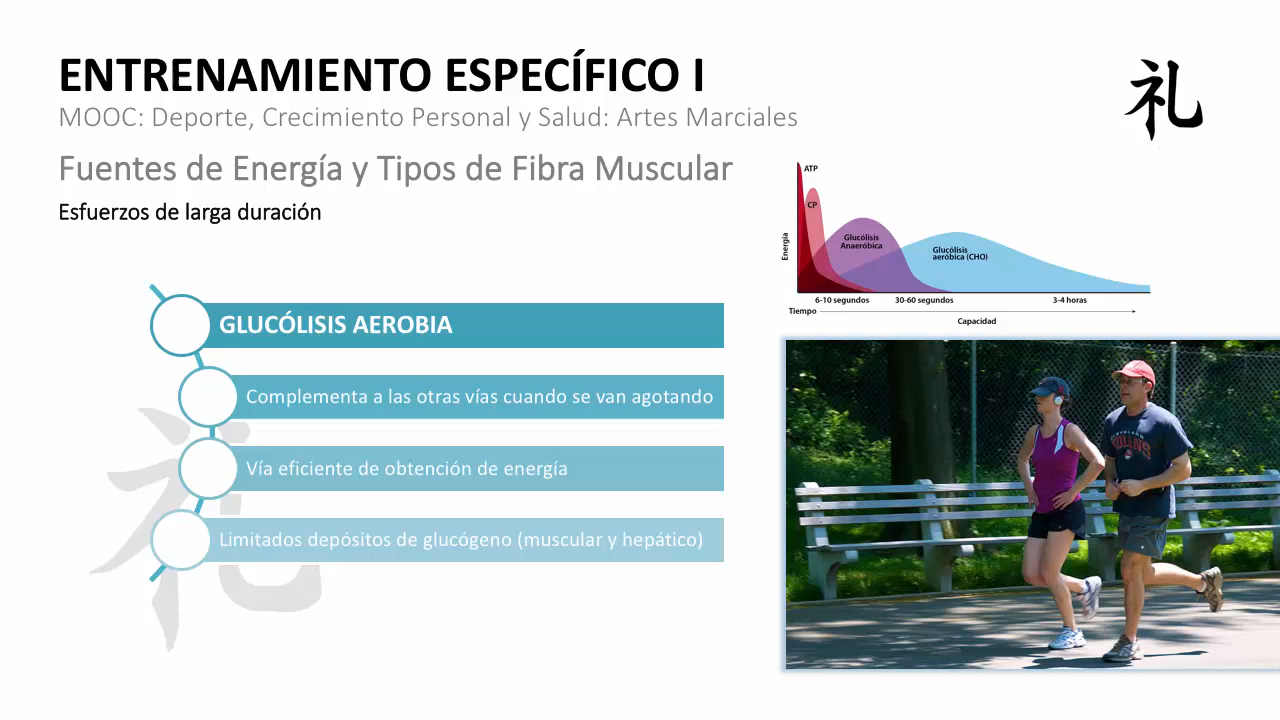 ENTRENAMIENTO ESPECÍFICO I
MOOC: Deporte, Crecimiento Personal y Salud: Artes Marciales
Fuentes de Energía y Tipos de Fibra Muscular
Esfuerzos de larga duración
礼
ATP
CP
Glucólisis
Anaeróbica
Glucólisis
aeróbica (CHO)
Energía
6-10 segundos
30-60 segundos
3-4 horas
Tiempo
Capacidad
GLUCÓLISIS AEROBIA
Complementa a las otras vías cuando se van agotando
Vía eficiente de obtención de energía
Limitados depósitos de glucógeno (muscular y hepático)
礼